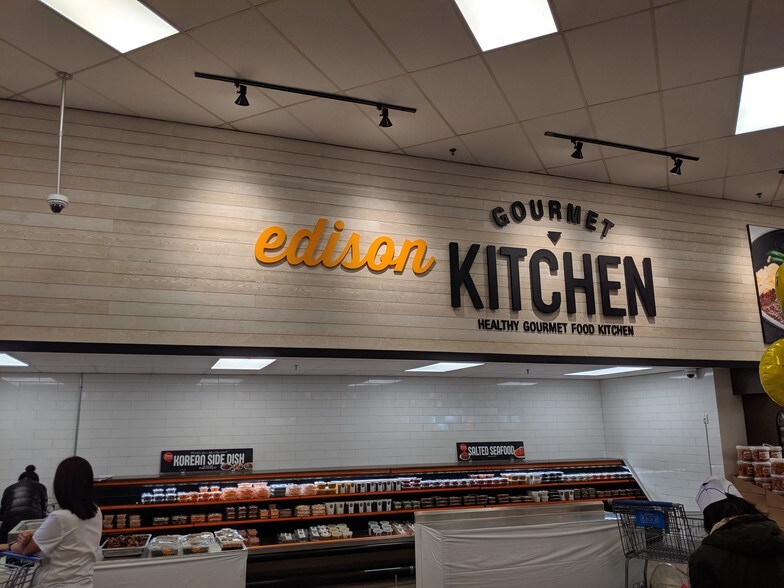 edison
GOURMET
KITCHEN
HEALTHY GOURMET FOOD KITCHEN
KOREAN SIDE DISH
SALTED SEAFOOD